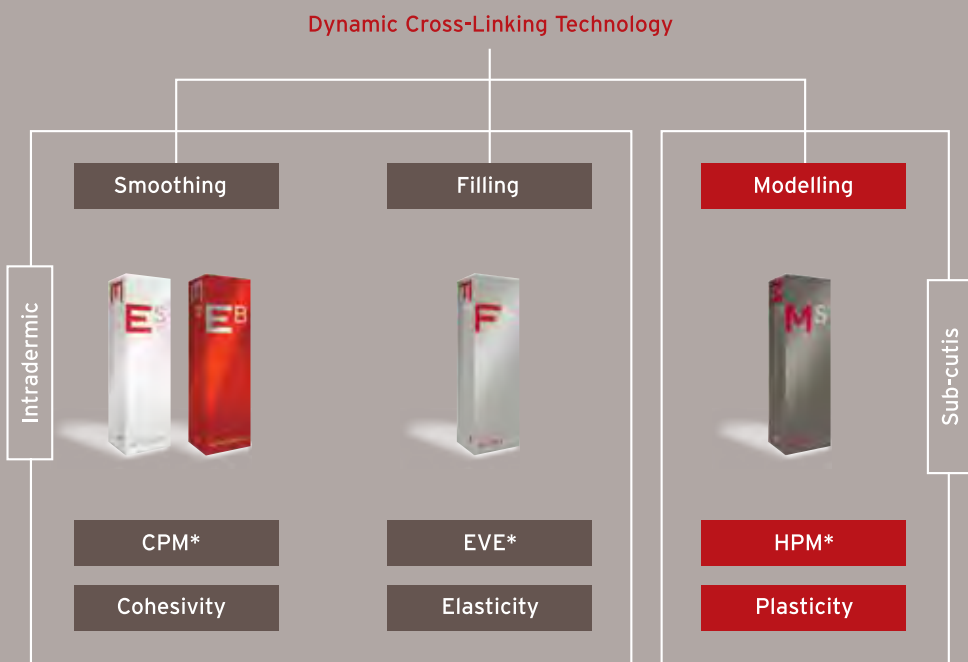 Dynamic Cross-Linking Technology
Smoothing
Filling
Modelling
Intradermic
E S
E B
F
M S
Sub-cutis
CPM*
EVE*
HPM*
Cohesivity
Elasticity
Plasticity